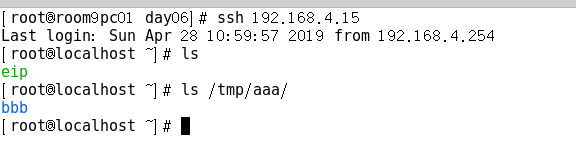 [root@room9pc01 day06]# ssh 192.168.4.15
Last login: Sun Apr 28 10:59:57 2019 from 192.168.4.254
[root@localhost ~]# ls
eip
[root@localhost ~]# ls /tmp/aaa/
bbb
[root@localhost ~]#